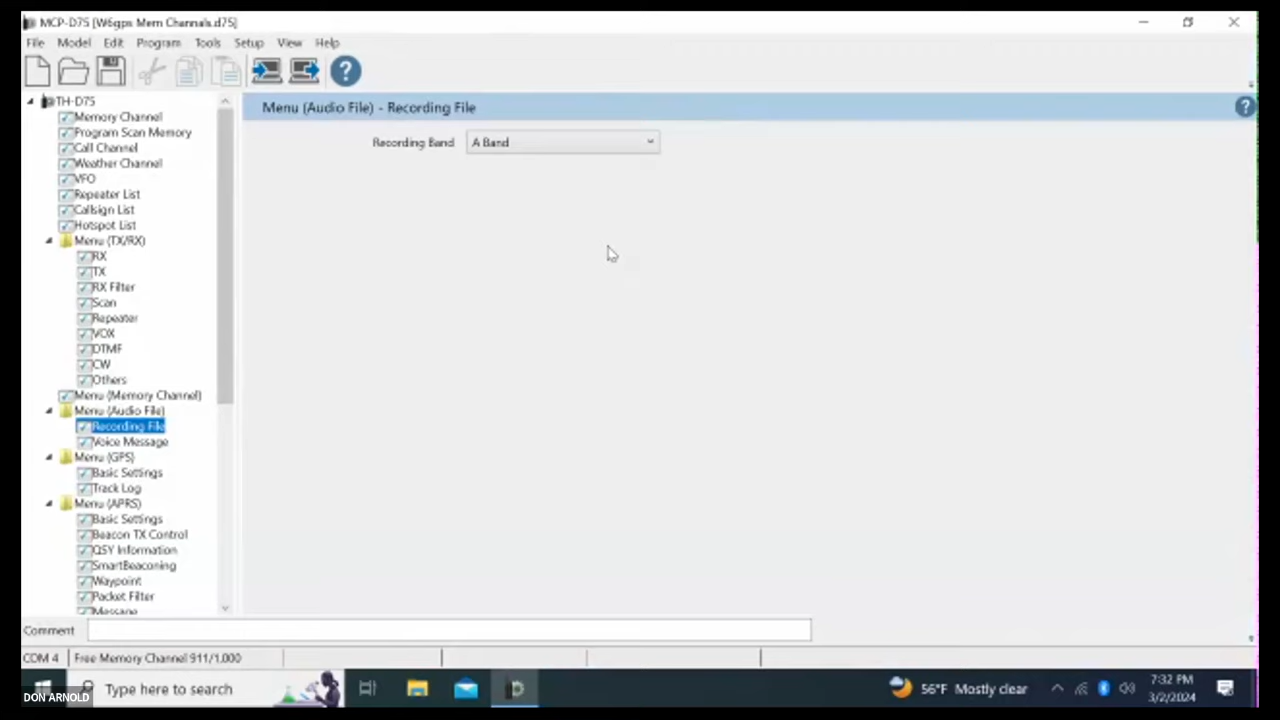 MCP-D75 [W6gps Mem Channels.d75]
File Model Edit Program Tools Setup View Help
TH-D75
Memory Channel
Program Scan Memory
Call Channel
Weather Channel
VFO
Repeater List
Callsign List
Hotspot List
Menu (TX/RX)
RX
TX
RX Filter
Scan
Repeater
VOX
DTMF
CW
Others
Menu (Memory Channel)
Menu (Audio File)
Recording File
Voice Message
Menu (GPS)
Basic Settings
Track Log
Menu (APRS)
Basic Settings
Beacon TX Control
QSY Information
SmartBeaconing
Waypoint
Packet Filter
Message
Menu (Audio File) - Recording File
Recording Band A Band
Comment
COM 4 Free Memory Channel 911/1,000
Type here to search
56°F Mostly clear
7:32 PM
3/2/2024
DON ARNOLD